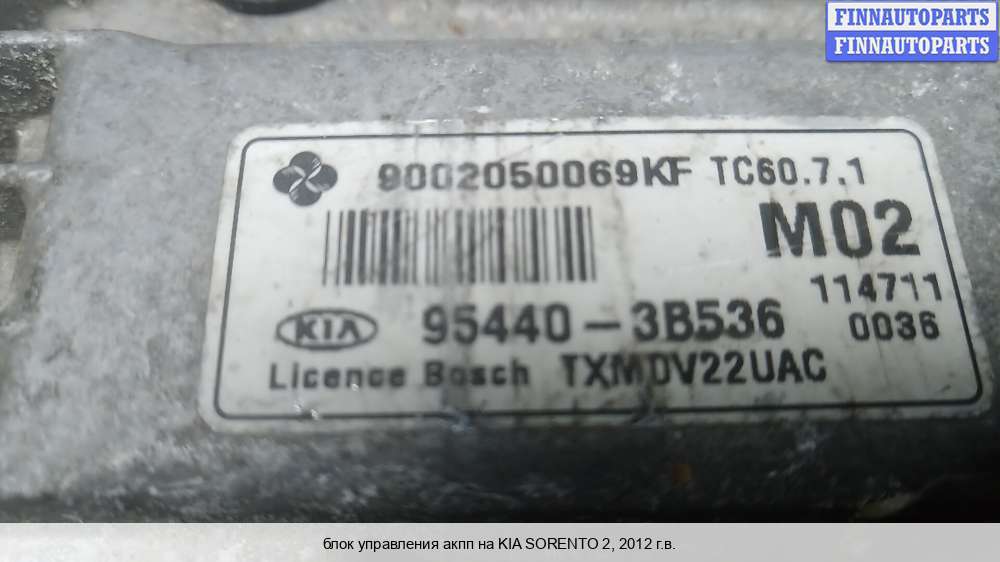 FINNAUTOPARTS
FINNAUTOPARTS
9002050069KF TC60.7.1
M02
114711
KIA 95440-3B536 0036
Licence Bosch TXMDV22UAC
блок управления акпп на KIA SORENTO 2, 2012 г.в.